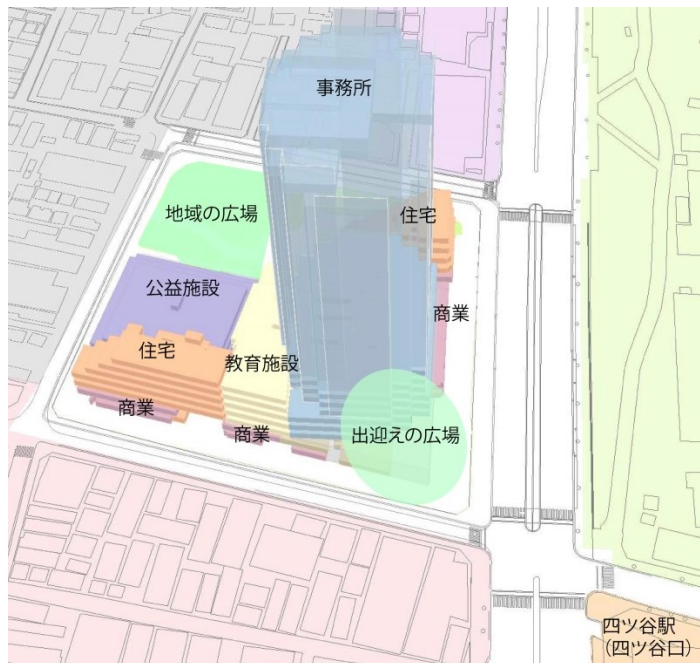 事務所
地域の広場
住宅
公益施設
商業
住宅
教育施設
商業
商業
出迎えの広場
四ツ谷駅
(四ツ谷口)